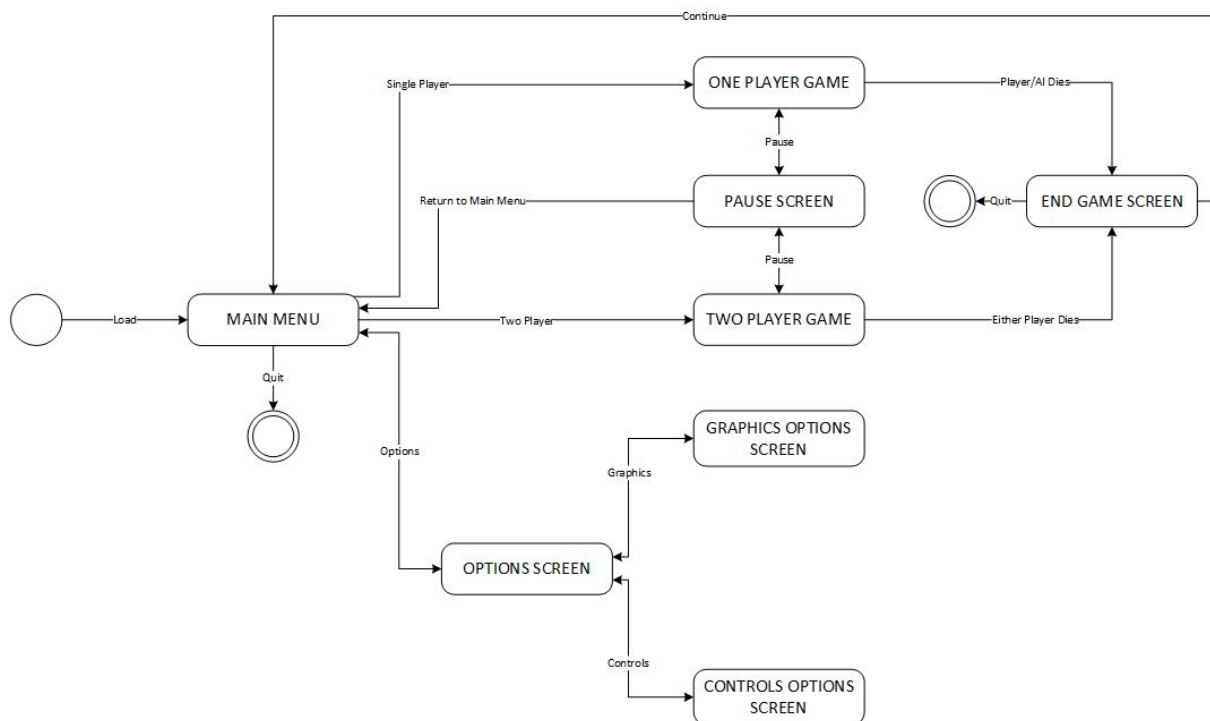 Continue
Single Player
ONE PLAYER GAME
Player/AI Dies
Pause
Return to Main Menu
PAUSE SCREEN
Quit
END GAME SCREEN
Pause
Load
MAIN MENU
Two Player
TWO PLAYER GAME
Either Player Dies
Quit
Options
GRAPHICS OPTIONS
SCREEN
Graphics
OPTIONS SCREEN
Controls
CONTROLS OPTIONS
SCREEN